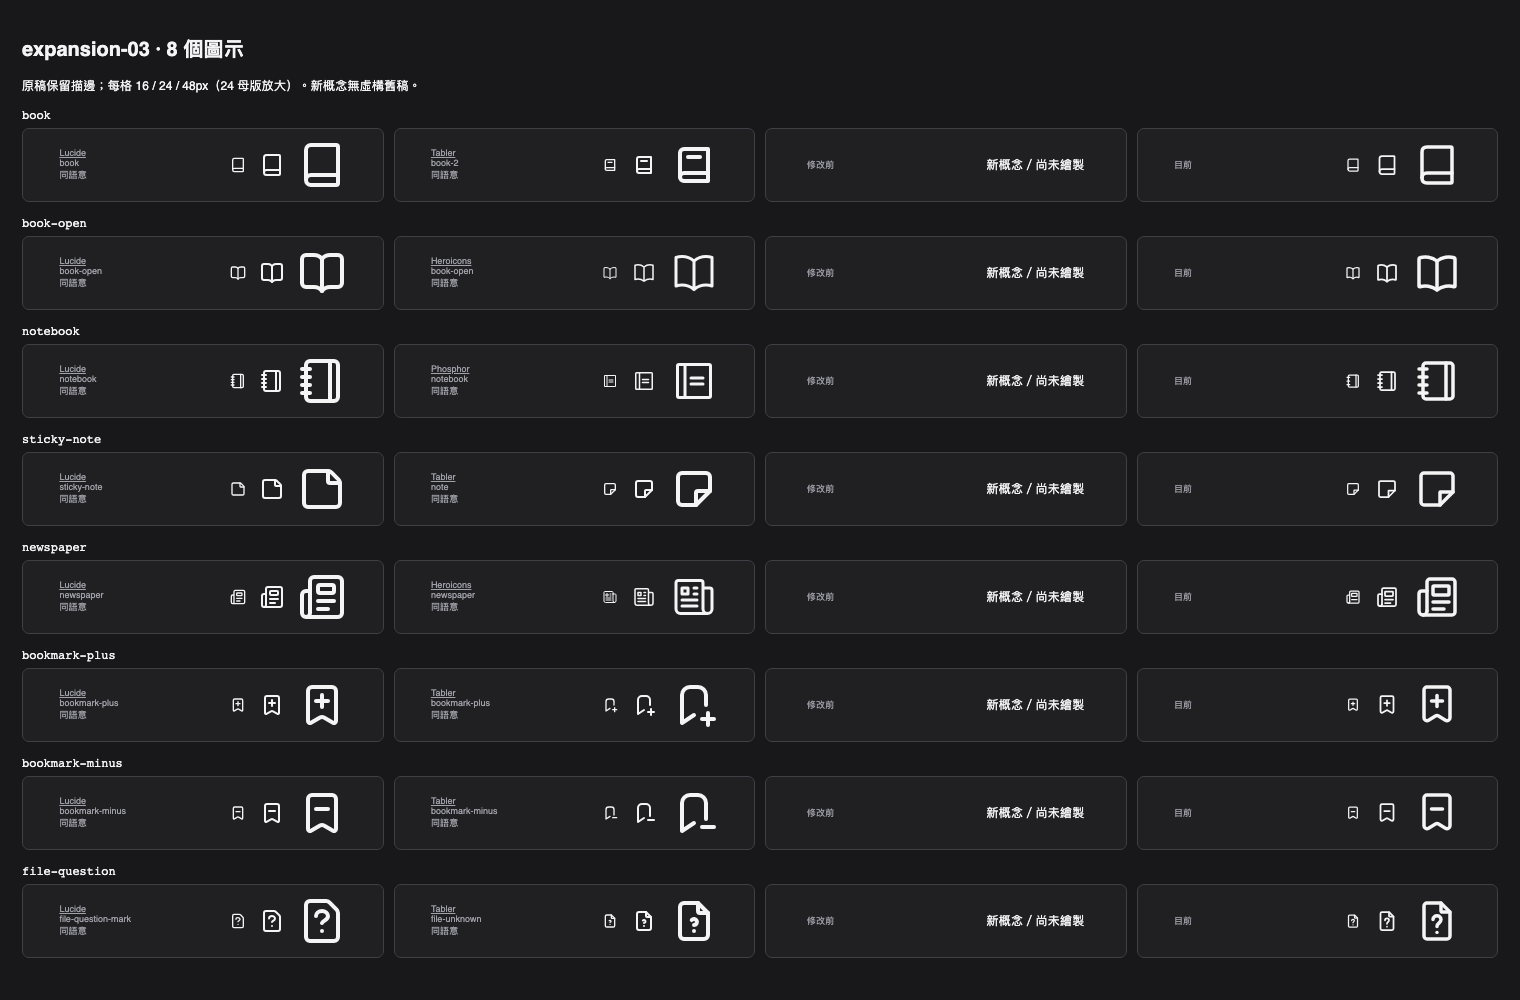 expansion-03 · 8 個圖示
原稿保留描邊；每格 16 / 24 / 48px（24 母版放大）。新概念無虛構舊稿。
book
Lucide
book
同語意
Tabler
book-2
同語意
修改前
新概念 / 尚未繪製
目前
book-open
Lucide
book-open
同語意
Heroicons
book-open
同語意
修改前
新概念 / 尚未繪製
目前
notebook
Lucide
notebook
同語意
Phosphor
notebook
同語意
修改前
新概念 / 尚未繪製
目前
sticky-note
Lucide
sticky-note
同語意
Tabler
note
同語意
修改前
新概念 / 尚未繪製
目前
newspaper
Lucide
newspaper
同語意
Heroicons
newspaper
同語意
修改前
新概念 / 尚未繪製
目前
bookmark-plus
Lucide
bookmark-plus
同語意
Tabler
bookmark-plus
同語意
修改前
新概念 / 尚未繪製
目前
bookmark-minus
Lucide
bookmark-minus
同語意
Tabler
bookmark-minus
同語意
修改前
新概念 / 尚未繪製
目前
file-question
Lucide
file-question-mark
同語意
Tabler
file-unknown
同語意
修改前
新概念 / 尚未繪製
目前